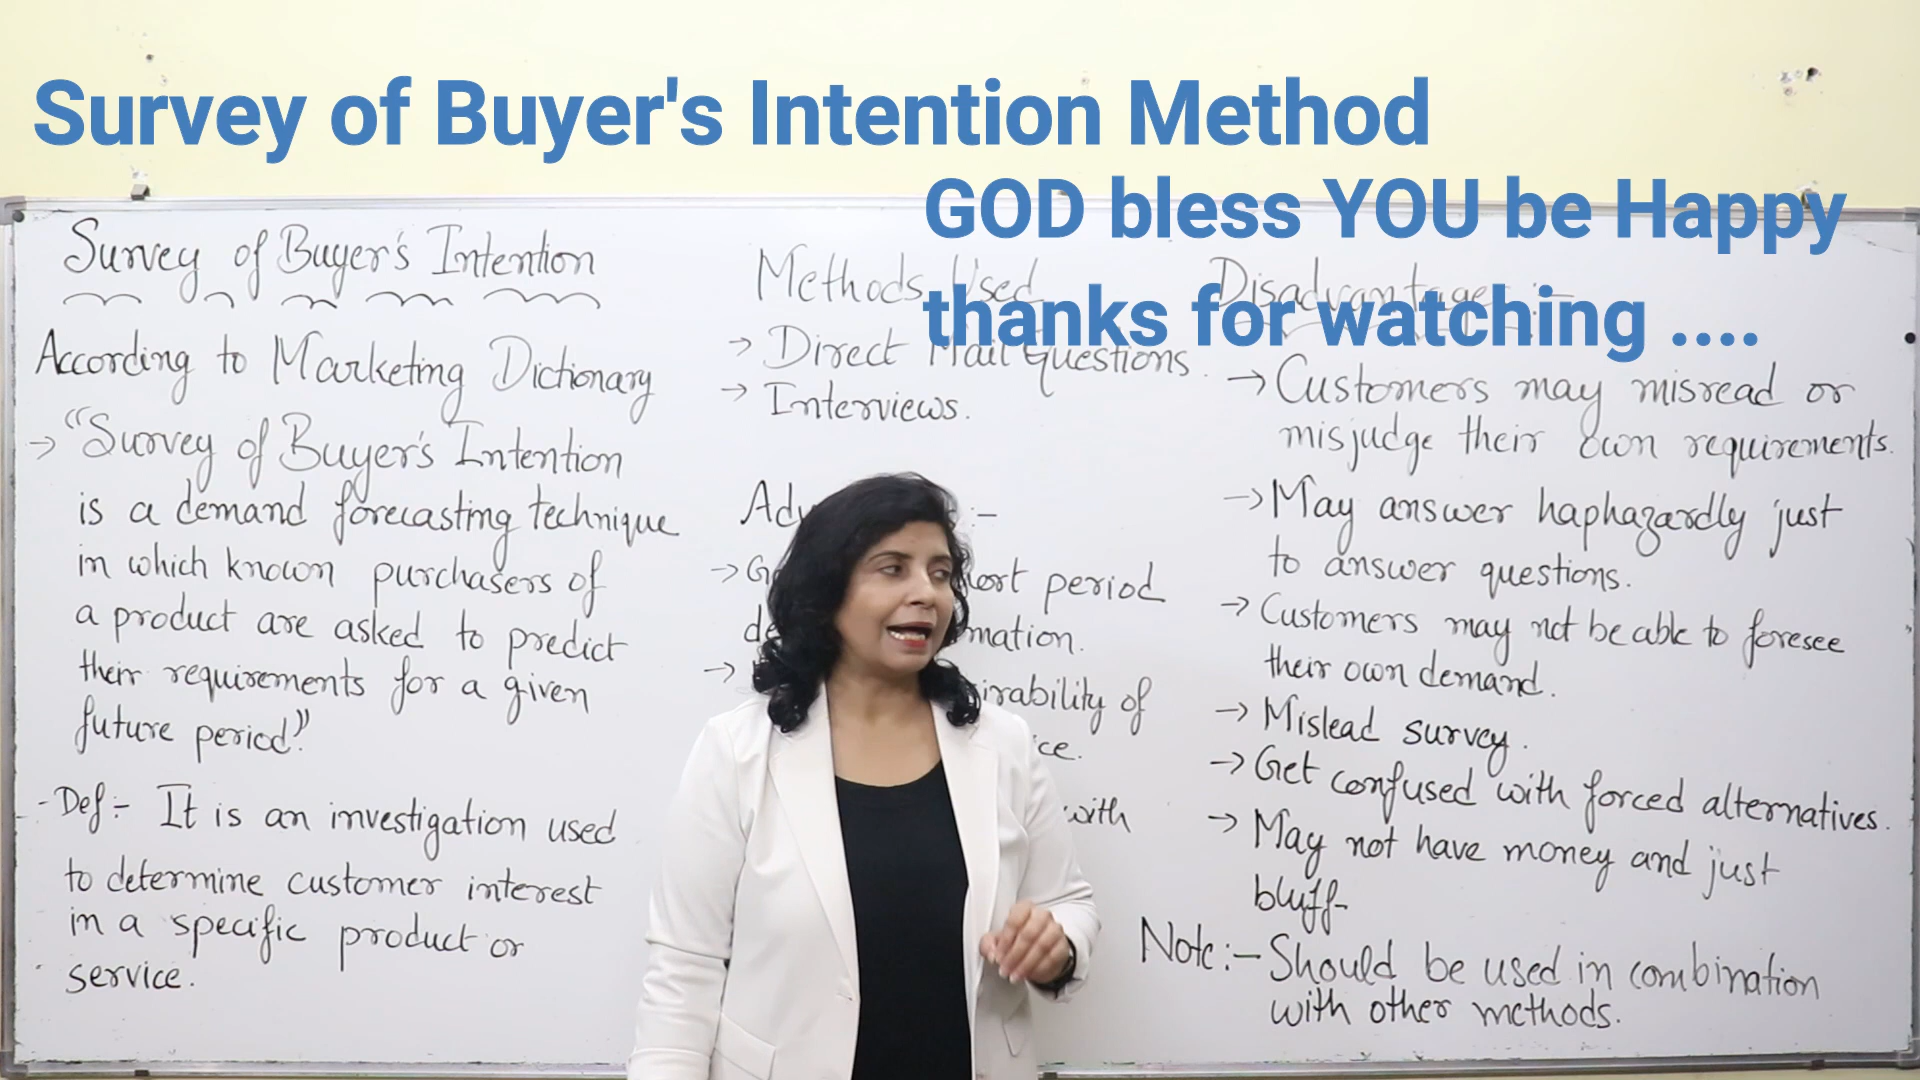 Survey of Buyer's Intention Method
GOD bless YOU be Happy
thanks for watching ....
Survey of Buyer's Intention
According to Marketing Dictionary
→ "Survey of Buyer's Intention
is a demand forecasting technique
in which known purchasers of
a product are asked to predict
their requirements for a given
future period"
- Def:- It is an investigation used
to determine customer interest
in a specific product or
service.
Methods Used
→ Direct Mail Questions.
→ Interviews.
:-
→ period
of
with
Disadvantages :-
→ Customers may misread or
misjudge their own requirements.
→ May answer haphazardly just
to answer questions.
→ Customers may not be able to foresee
their own demand.
→ Mislead survey.
→ Get confused with forced alternatives.
→ May not have money and just
bluff
Note:- Should be used in combination
with other methods.